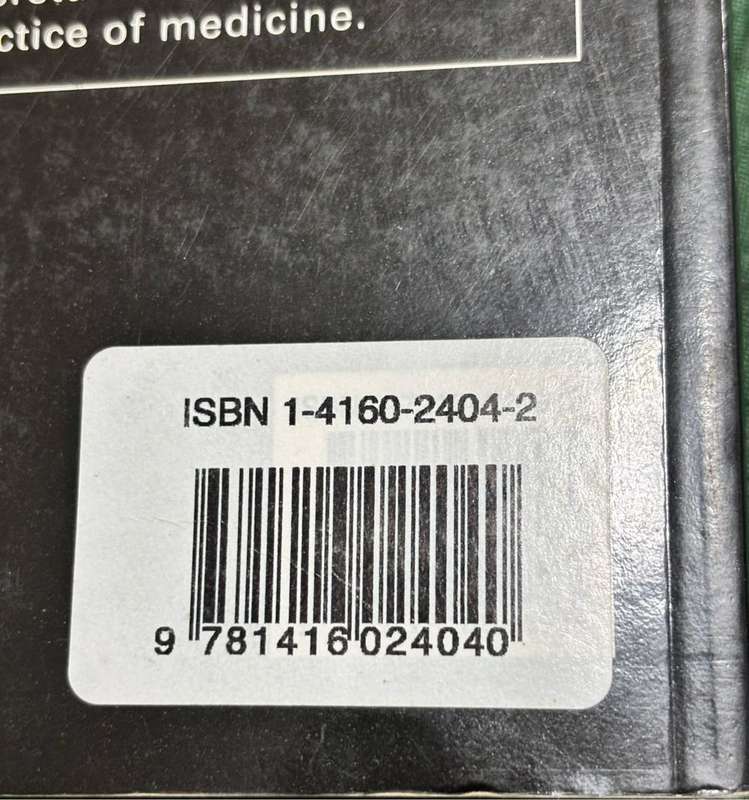 ctice of medicine.
ISBN 1-4160-2404-2
9 781416 024040